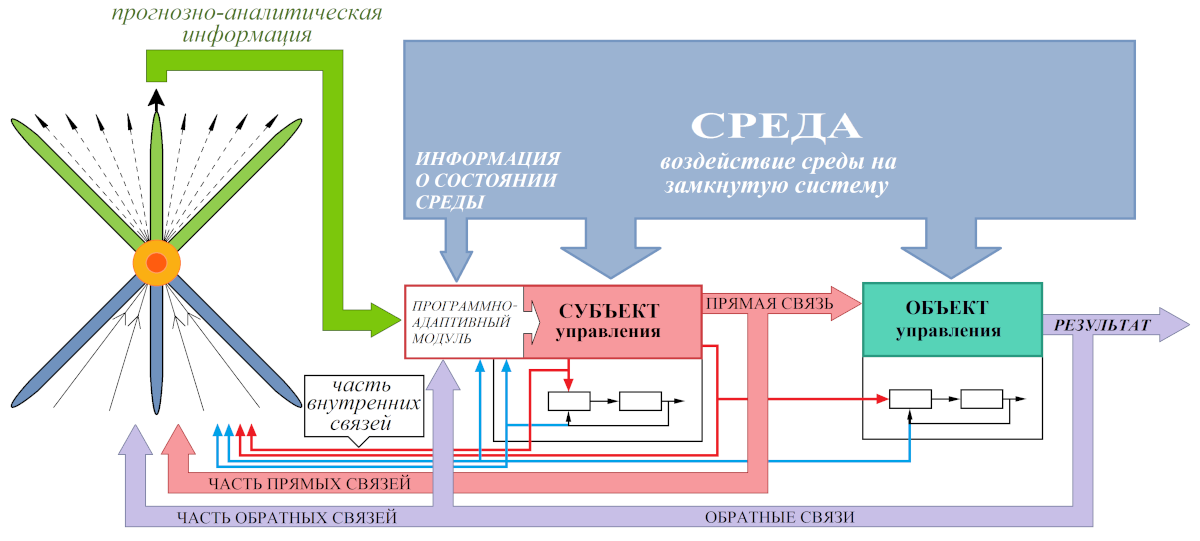 прогнозно-аналитическая
информация
СРЕДА
воздействие среды на
замкнутую систему
ИНФОРМАЦИЯ
О СОСТОЯНИИ
СРЕДЫ
ПРОГРАММНО-
АДАПТИВНЫЙ
МОДУЛЬ
СУБЪЕКТ
управления
ПРЯМАЯ СВЯЗЬ
ОБЪЕКТ
управления
РЕЗУЛЬТАТ
часть
внутренних
связей
ЧАСТЬ ПРЯМЫХ СВЯЗЕЙ
ЧАСТЬ ОБРАТНЫХ СВЯЗЕЙ
ОБРАТНЫЕ СВЯЗИ